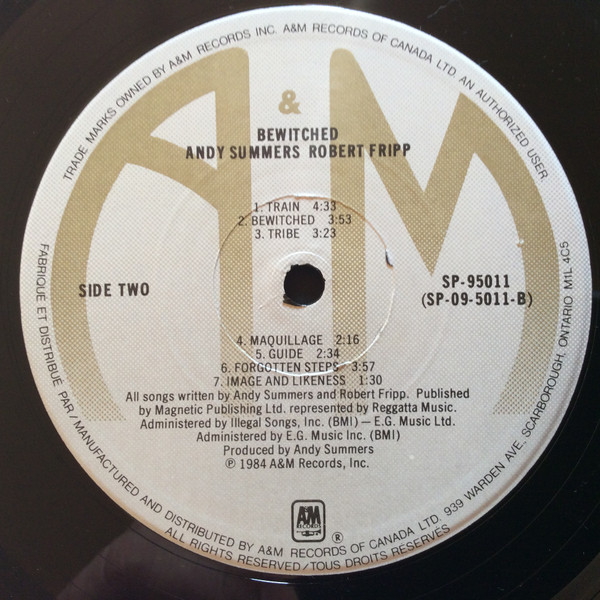 TRADE MARKS OWNED BY A&M RECORDS INC. A&M RECORDS OF CANADA LTD. AN AUTHORIZED USER.
&
BEWITCHED
ANDY SUMMERS ROBERT FRIPP
1. TRAIN 4:33
2. BEWITCHED 3:53
3. TRIBE 3:23
SIDE TWO
SP-95011
(SP-09-5011-B)
4. MAQUILLAGE 2:16
5. GUIDE 2:34
6. FORGOTTEN STEPS 3:57
7. IMAGE AND LIKENESS 1:30
All songs written by Andy Summers and Robert Fripp. Published
by Magnetic Publishing Ltd. represented by Reggatta Music.
Administered by Illegal Songs, Inc. (BMI) — E.G. Music Ltd.
Administered by E.G. Music Inc. (BMI)
Produced by Andy Summers
℗ 1984 A&M Records, Inc.
A&M
RECORDS
®
FABRIQUE ET DISTRIBUÉ PAR / MANUFACTURED AND DISTRIBUTED BY A&M RECORDS OF CANADA LTD. 939 WARDEN AVE., SCARBOROUGH, ONTARIO M1L 4C5
ALL RIGHTS RESERVED / TOUS DROITS RÉSERVÉS